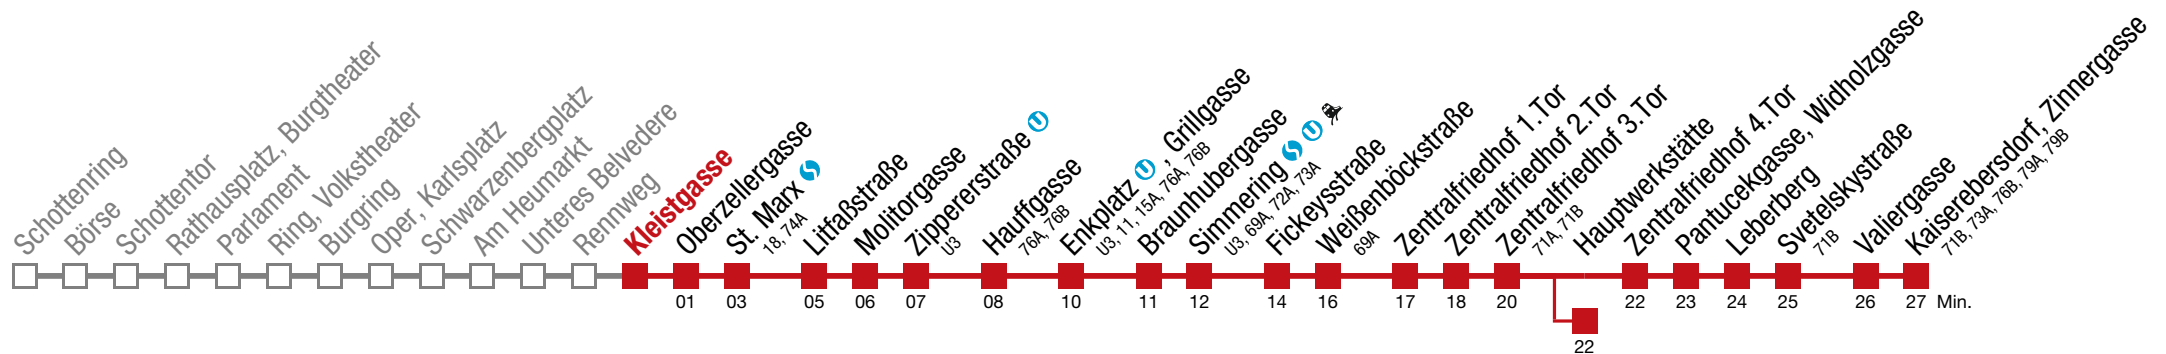 Schottenring
Börse
Schottentor
Rathausplatz, Burgtheater
Parlament
Ring, Volkstheater
Burgring
Oper, Karlsplatz
Schwarzenbergplatz
Am Heumarkt
Unteres Belvedere
Rennweg
Kleistgasse
Oberzellergasse
St. Marx S
18, 74A
Litfaßstraße
Molitorgasse
Zippererstraße U
U3
Hauffgasse
76A, 76B
Enkplatz U, Grillgasse
U3, 11, 15A, 76A, 76B
Braunhubergasse
Simmering S U
U3, 69A, 72A, 73A
Fickeysstraße
Weißenböckstraße
69A
Zentralfriedhof 1.Tor
Zentralfriedhof 2.Tor
Zentralfriedhof 3.Tor
71A, 71B
Hauptwerkstätte
Zentralfriedhof 4.Tor
Pantucekgasse, Widholzgasse
Leberberg
Svetelskystraße
71B
Valiergasse
Kaiserebersdorf, Zinnergasse
71B, 73A, 76B, 79A, 79B
01 03 05 06 07 08 10 11 12 14 16 17 18 20 22 23 24 25 26 27 Min.
22